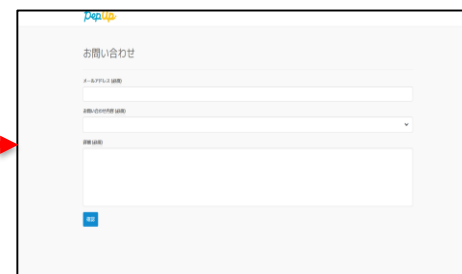 PepUp
お問い合わせ
メールアドレス (必須)
お問い合わせ内容 (必須)
詳細 (必須)
確認